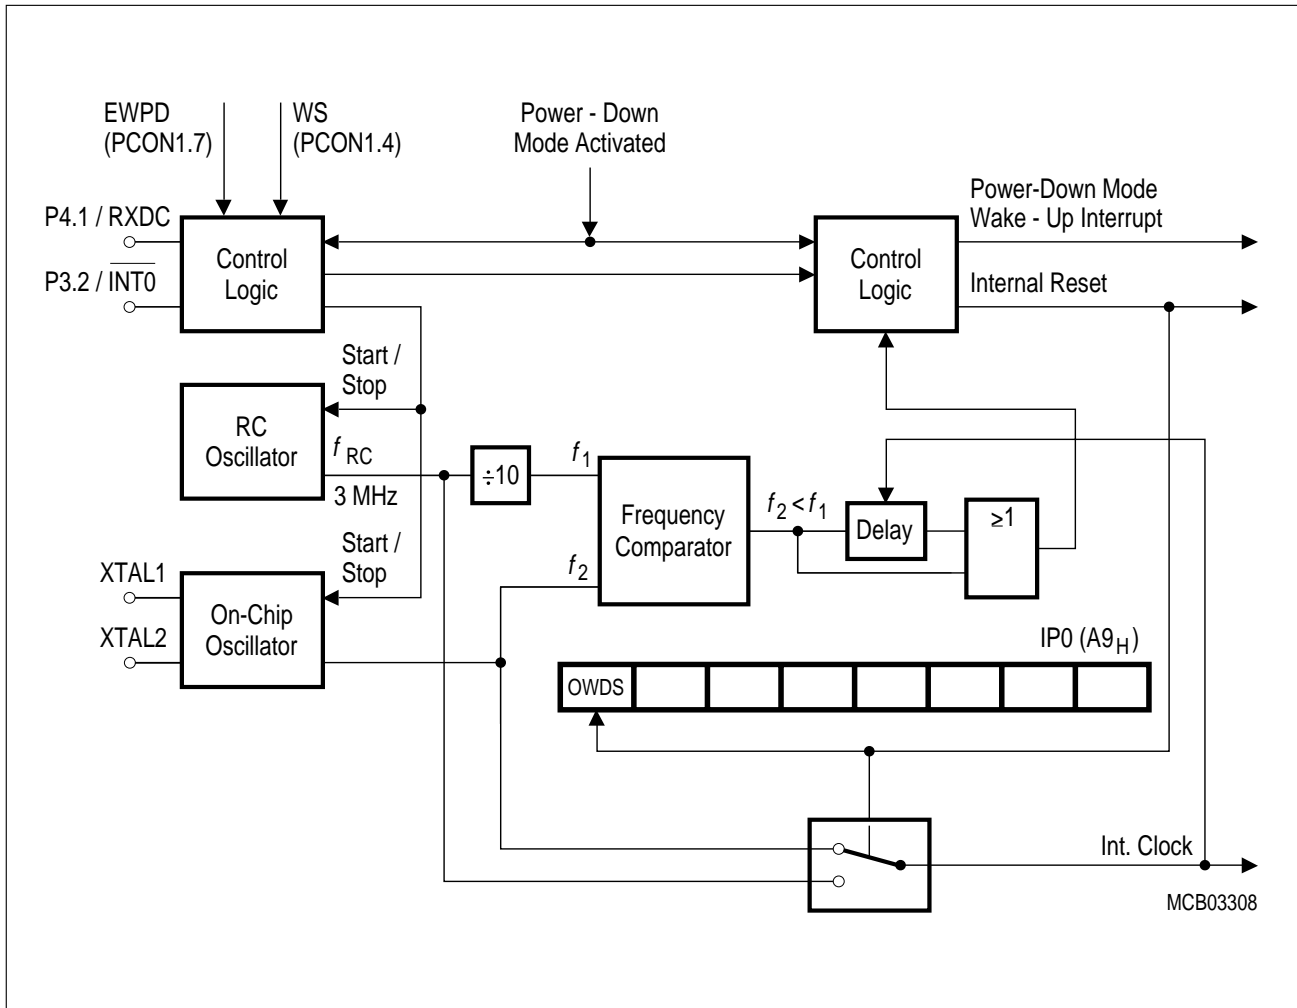 EWPD
(PCON1.7)
WS
(PCON1.4)
Power - Down
Mode Activated
P4.1 / RXDC
P3.2 / INT0
Control
Logic
Control
Logic
Power-Down Mode
Wake - Up Interrupt
Internal Reset
Start /
Stop
RC
Oscillator
f RC
3 MHz
÷10
f1
Frequency
Comparator
f2 < f1
Delay
≥1
Start /
Stop
f2
XTAL1
XTAL2
On-Chip
Oscillator
IP0 (A9H)
OWDS
Int. Clock
MCB03308